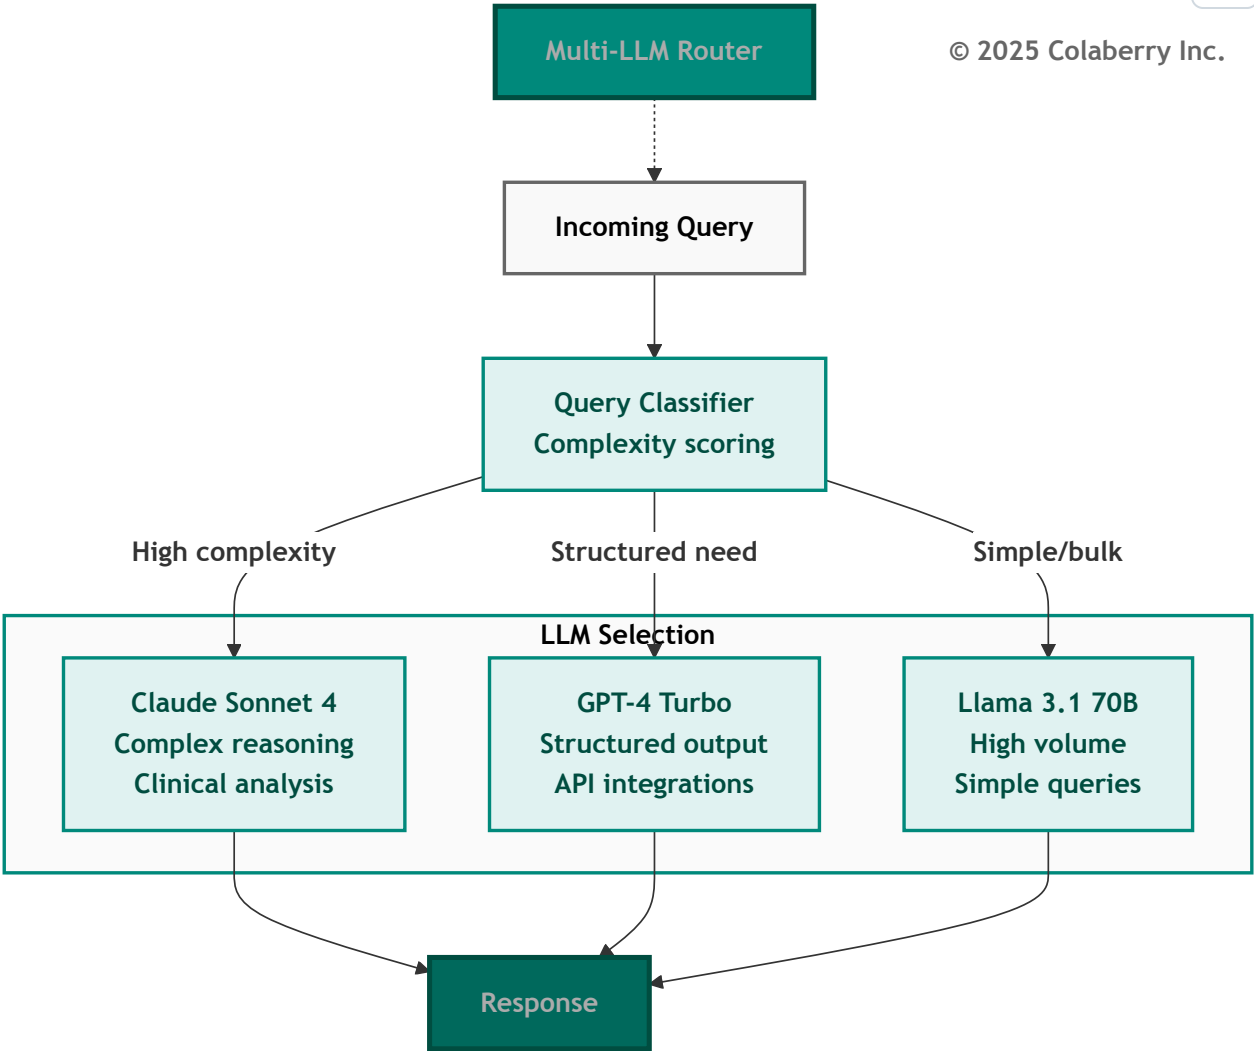 Multi-LLM Router
© 2025 Colaberry Inc.
Incoming Query
Query Classifier
Complexity scoring
High complexity
Structured need
Simple/bulk
LLM Selection
Claude Sonnet 4
Complex reasoning
Clinical analysis
GPT-4 Turbo
Structured output
API integrations
Llama 3.1 70B
High volume
Simple queries
Response